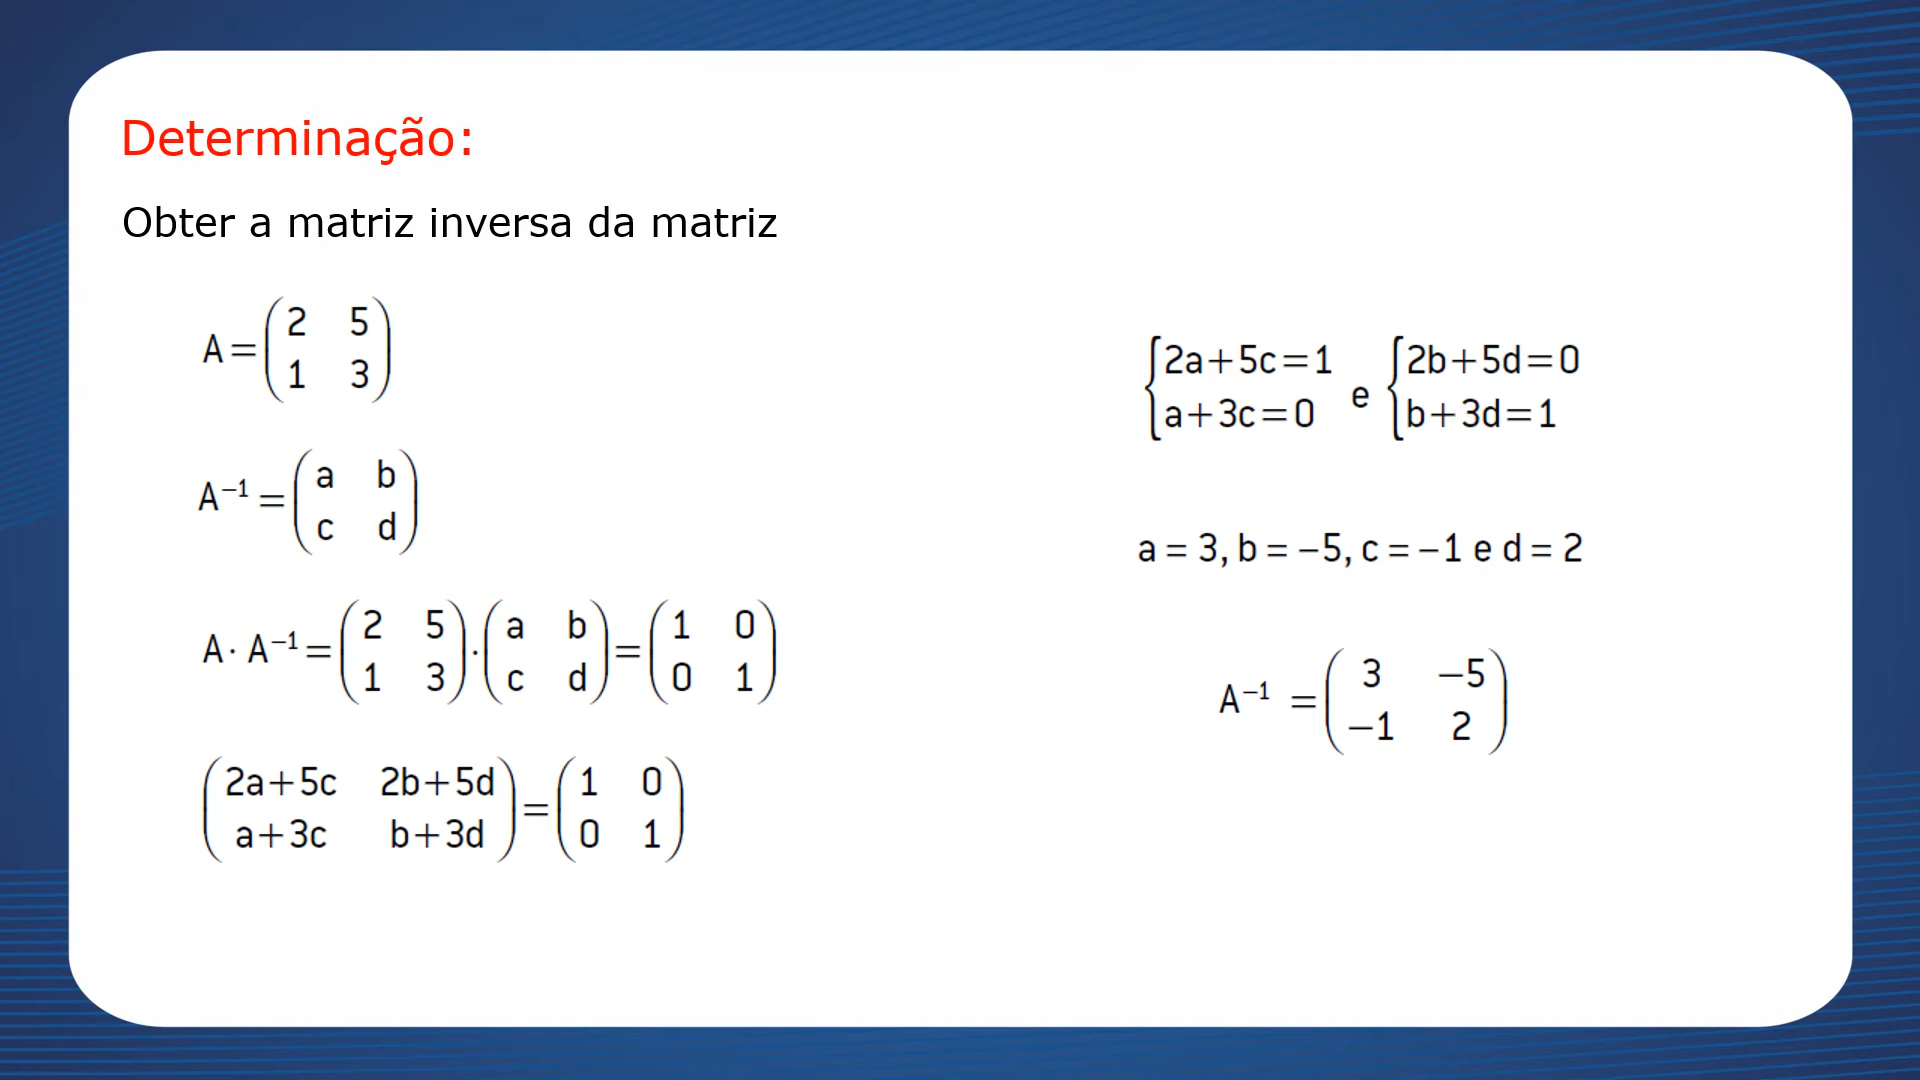 Determinação:
Obter a matriz inversa da matriz
A = ( 2 5
1 3 )
A⁻¹ = ( a b
c d )
A · A⁻¹ = ( 2 5
1 3 ) · ( a b
c d ) = ( 1 0
0 1 )
( 2a+5c 2b+5d
a+3c b+3d ) = ( 1 0
0 1 )
{ 2a+5c=1
a+3c=0 e { 2b+5d=0
b+3d=1
a = 3, b = −5, c = −1 e d = 2
A⁻¹ = ( 3 −5
−1 2 )